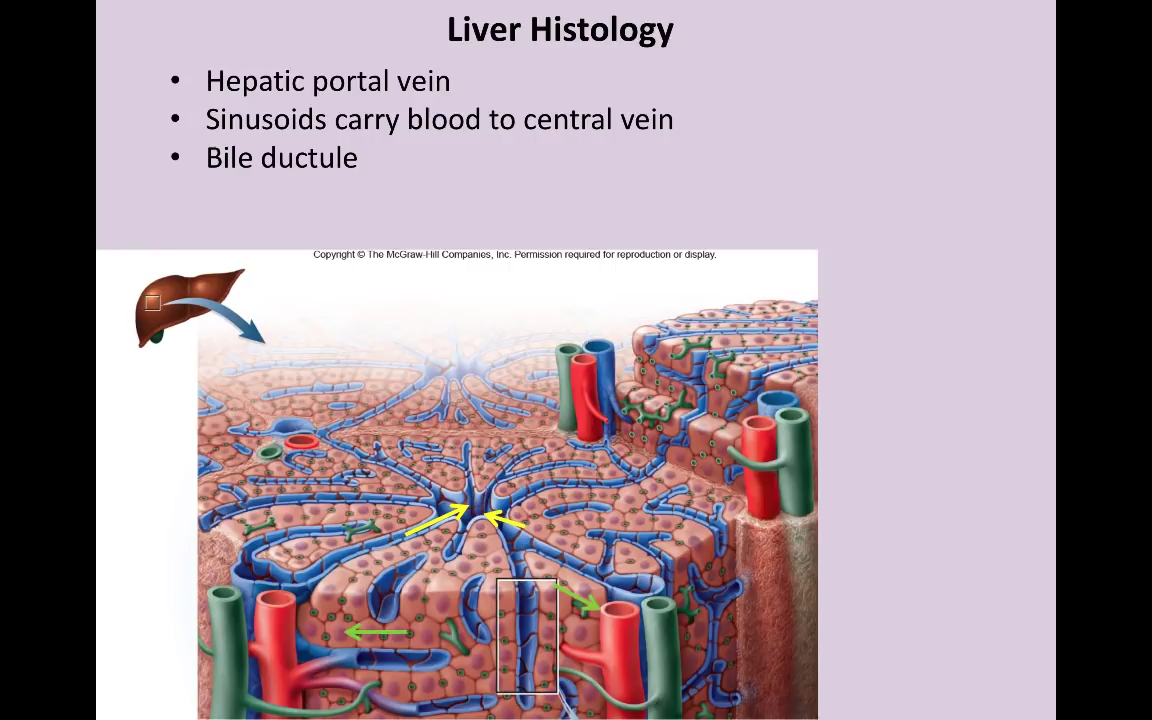 Liver Histology
• Hepatic portal vein
• Sinusoids carry blood to central vein
• Bile ductule
Copyright © The McGraw-Hill Companies, Inc. Permission required for reproduction or display.